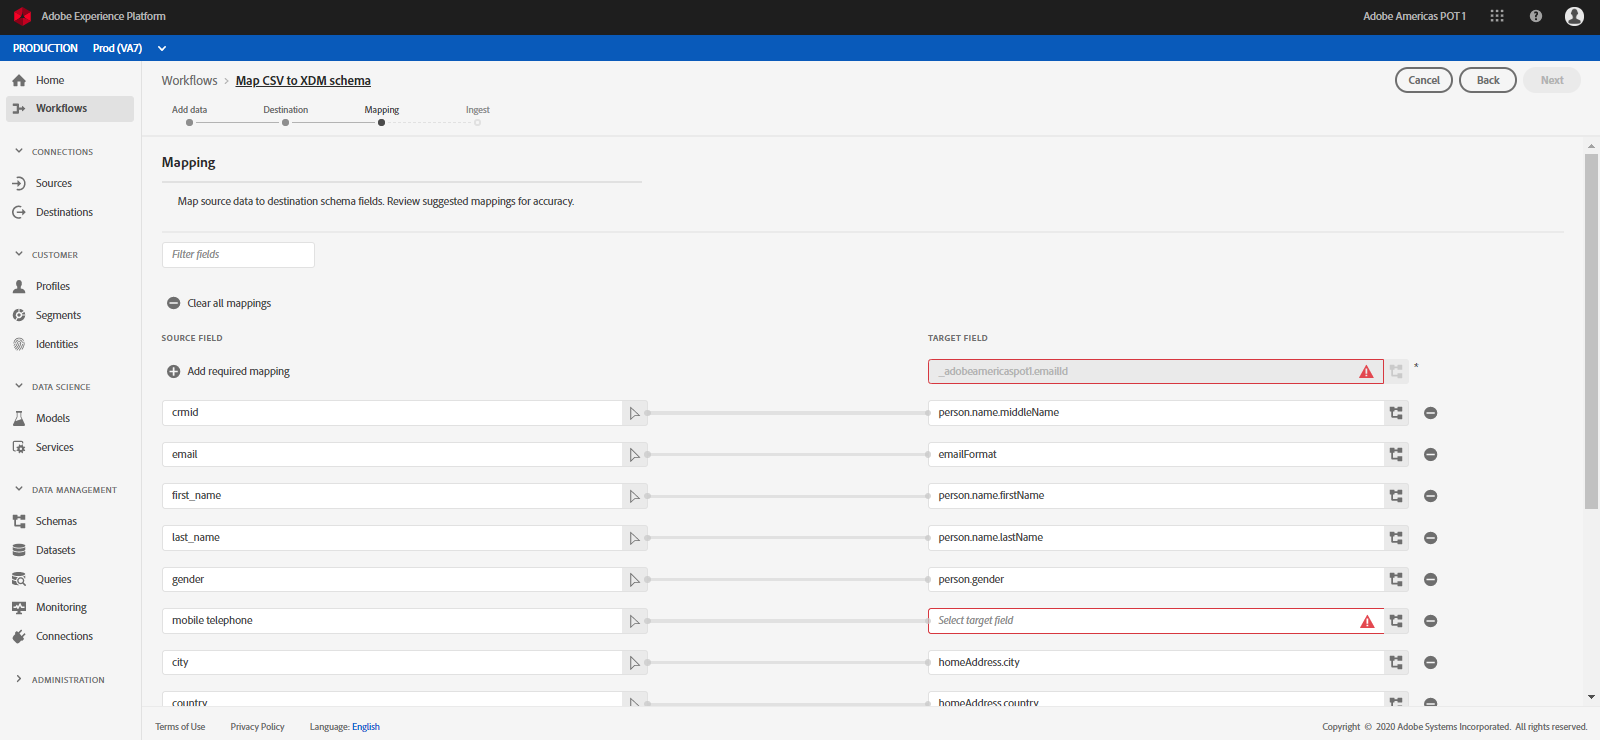 Adobe Experience Platform
Adobe Americas POT 1
PRODUCTION Prod (VA7)
Home
Workflows
CONNECTIONS
Sources
Destinations
CUSTOMER
Profiles
Segments
Identities
DATA SCIENCE
Models
Services
DATA MANAGEMENT
Schemas
Datasets
Queries
Monitoring
Connections
ADMINISTRATION
Workflows > Map CSV to XDM schema
Cancel Back Next
Add data Destination Mapping Ingest
Mapping
Map source data to destination schema fields. Review suggested mappings for accuracy.
Filter fields
Clear all mappings
SOURCE FIELD TARGET FIELD
Add required mapping _adobeamericaspot1.emailId *
crmid person.name.middleName
email emailFormat
first_name person.name.firstName
last_name person.name.lastName
gender person.gender
mobile telephone Select target field
city homeAddress.city
country homeAddress.country
Terms of Use Privacy Policy Language: English Copyright © 2020 Adobe Systems Incorporated. All rights reserved.